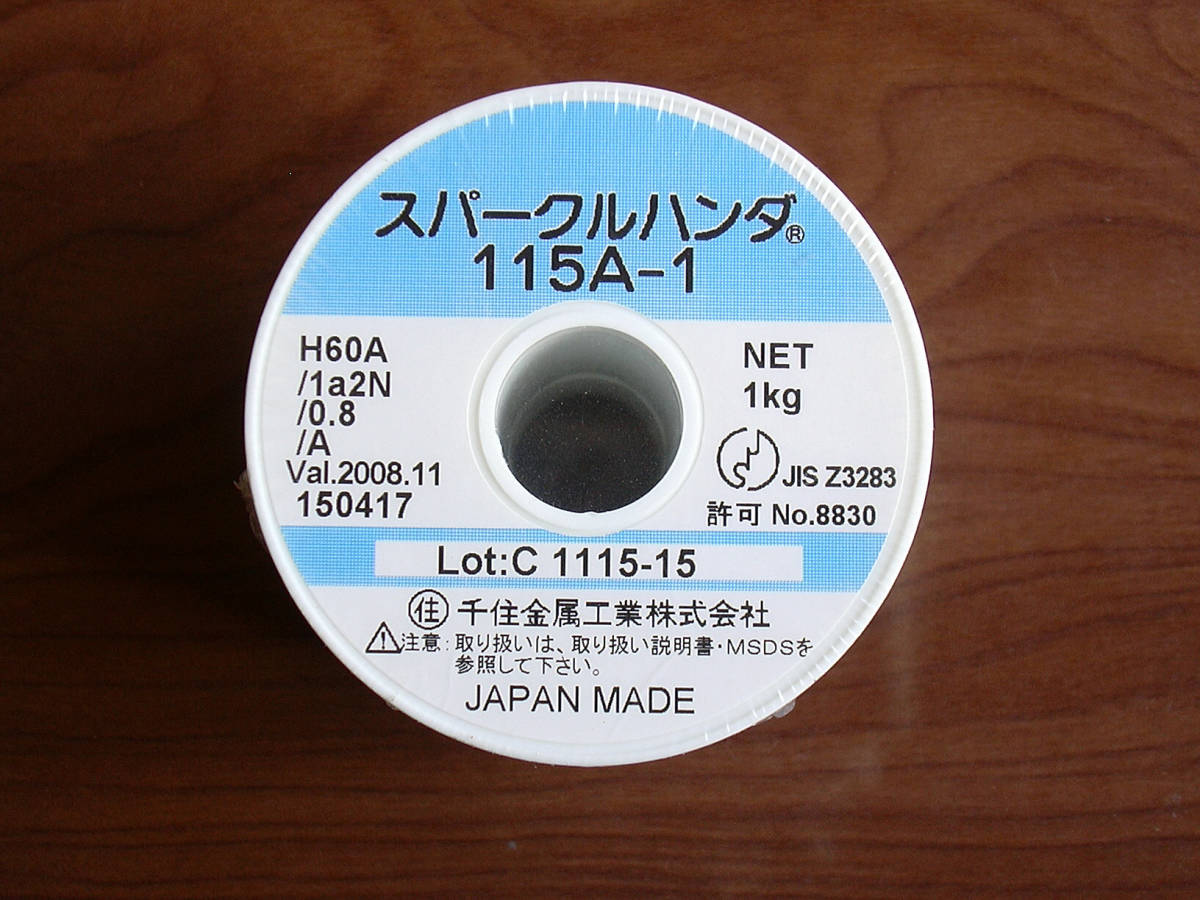 スパークルハンダ®
115A-1
H60A
/1a2N
/0.8
/A
Val.2008.11
150417
NET
1kg
JIS Z3283
許可 No.8830
Lot:C 1115-15
㊟住 千住金属工業株式会社
⚠注意:取り扱いは、取り扱い説明書・MSDSを
参照して下さい。
JAPAN MADE